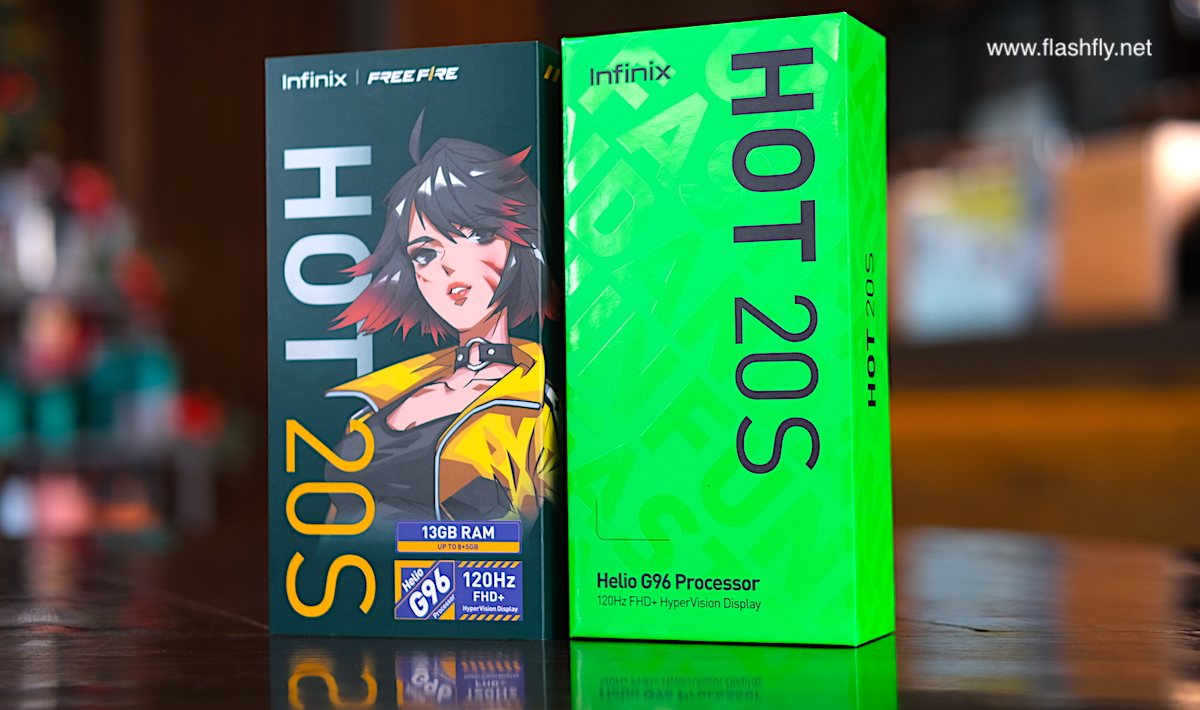 www.flashfly.net
Infinix | FREE FIRE
HOT 20S
13GB RAM
UP TO 8+5GB
Helio
G96
Processor
120Hz
FHD+
HyperVision Display
Infinix
HOT 20S
Helio G96 Processor
120Hz FHD+ HyperVision Display
HOT 20S